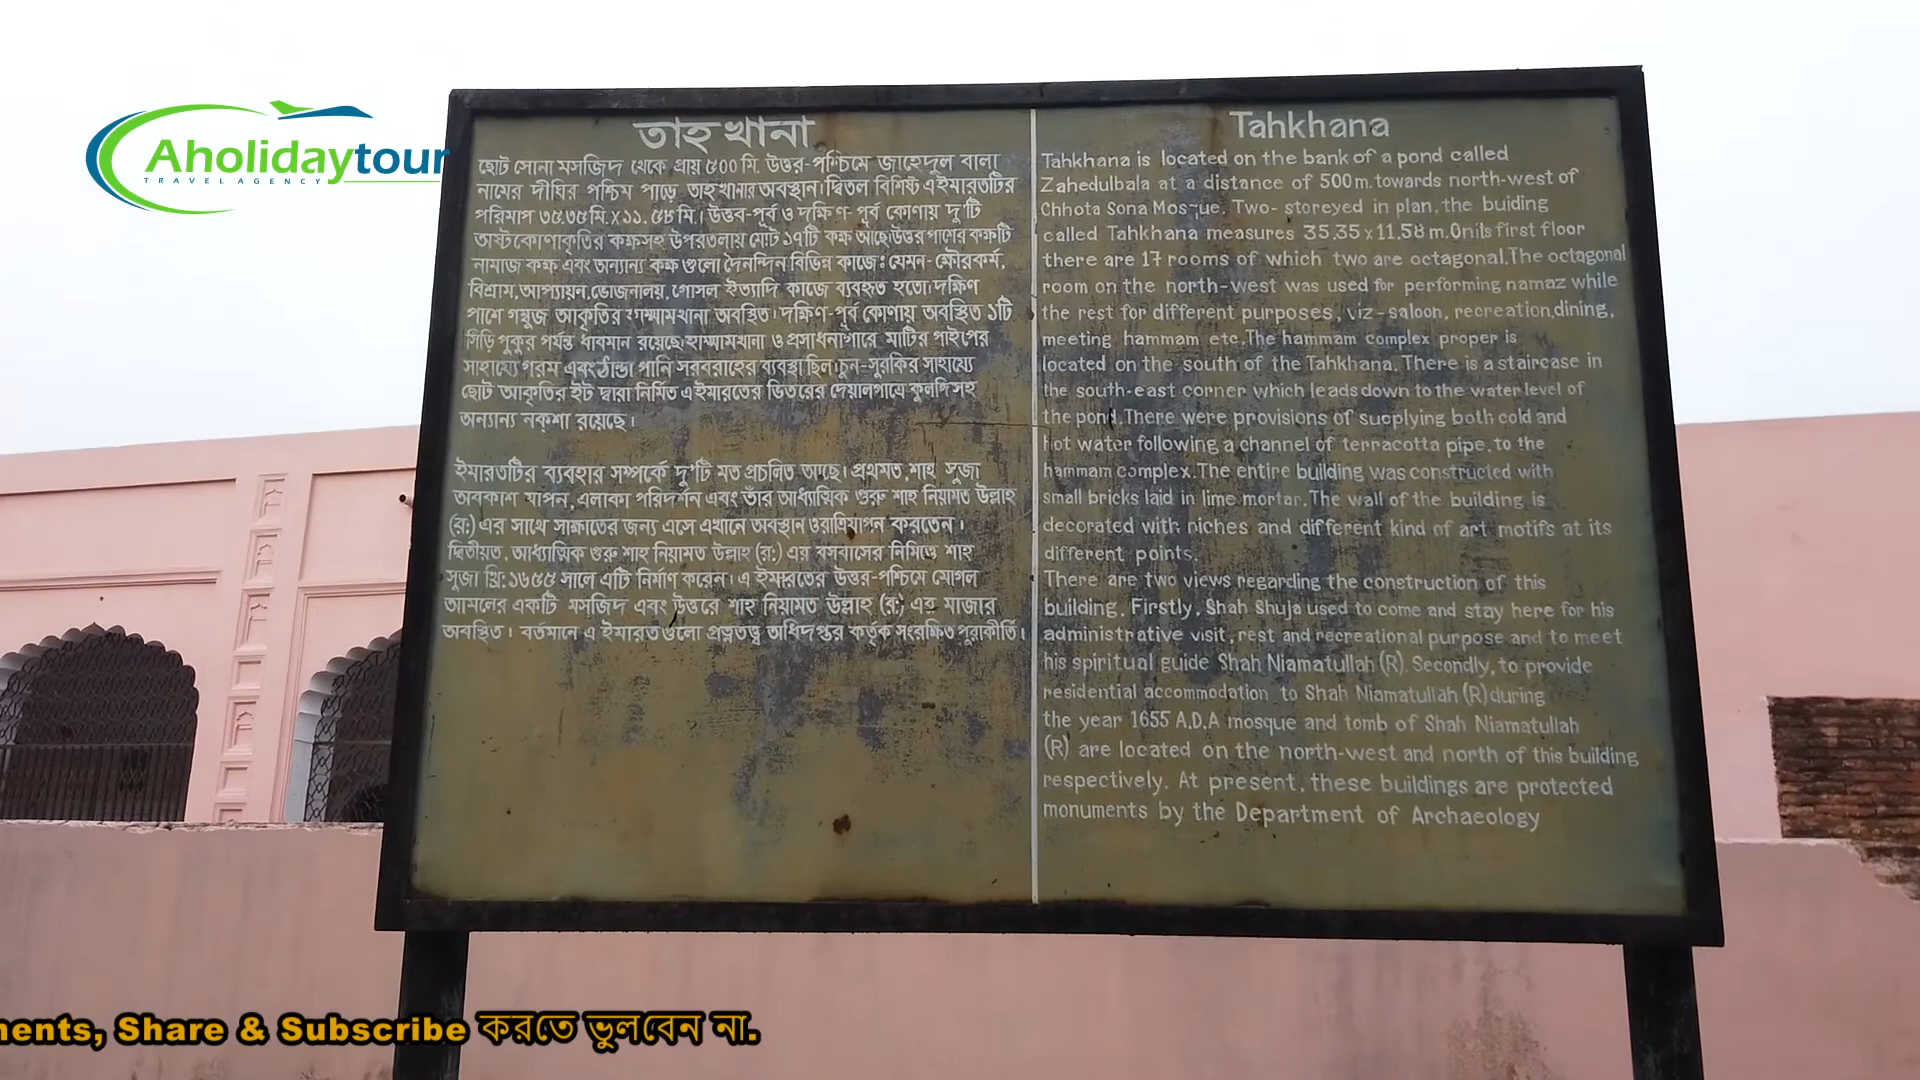 Aholidaytour
TRAVEL AGENCY
তাহখানা
ছোট সোনা মসজিদ থেকে প্রায় ৫০০ মি. উত্তর-পশ্চিমে জাহেদুল বালা
নামের দীঘির পশ্চিম পাড়ে তাহখানার অবস্থান। দ্বিতল বিশিষ্ট এ ইমারতটির
পরিমাপ ৩৫.৩৫ মি. X ১১. ৫৮ মি। উত্তর-পূর্ব ও দক্ষিণ-পূর্ব কোণায় দু'টি
অষ্টকোণাকৃতির কক্ষসহ উপরতলায় মোট ১৭টি কক্ষ আছে। উত্তর পাশের কক্ষটি
নামাজ কক্ষ এবং অন্যান্য কক্ষ গুলো দৈনন্দিন বিভিন্ন কাজে: যেমন- ক্ষৌরকর্ম,
বিশ্রাম, আপ্যায়ন, ভোজনালয়, গোসল ইত্যাদি কাজে ব্যবহৃত হতো। দক্ষিণ
পাশে গম্বুজ আকৃতির হাম্মামখানা অবস্থিত। দক্ষিণ-পূর্ব কোণায় অবস্থিত ১টি
সিঁড়ি পুকুর পর্যন্ত ধাবমান রয়েছে। হাম্মামখানা ও প্রসাধনাগারে মাটির পাইপের
সাহায্যে গরম এবং ঠান্ডা পানি সরবরাহের ব্যবস্থা ছিল। চুন-সুরকির সাহায্যে
ছোট আকৃতির ইট দ্বারা নির্মিত এ ইমারতের ভিতরের দেয়ালগাত্রে কুলঙ্গি সহ
অন্যান্য নক্শা রয়েছে।
ইমারতটির ব্যবহার সম্পর্কে দু'টি মত প্রচলিত আছে। প্রথমত, শাহ সুজা
অবকাশ যাপন, এলাকা পরিদর্শন এবং তাঁর আধ্যাত্মিক গুরু শাহ নিয়ামত উল্লাহ
(র:) এর সাথে সাক্ষাতের জন্য এসে এখানে অবস্থান ও রাত্রিযাপন করতেন।
দ্বিতীয়ত, আধ্যাত্মিক গুরু শাহ নিয়ামত উল্লাহ (র:) এর বসবাসের নিমিত্তে শাহ
সুজা খ্রি: ১৬৫৫ সালে এটি নির্মাণ করেন। এ ইমারতের উত্তর-পশ্চিমে মোগল
আমলের একটি মসজিদ এবং উত্তরে শাহ নিয়ামত উল্লাহ (র:) এর মাজার
অবস্থিত। বর্তমানে এ ইমারতগুলো প্রত্নতত্ত্ব অধিদপ্তর কর্তৃক সংরক্ষিত পুরাকীর্তি।
Tahkhana
Tahkhana is located on the bank of a pond called
Zahedulbala at a distance of 500m. towards north-west of
Chhota Sona Mosque. Two- storeyed in plan, the buiding
called Tahkhana measures 35.35 x 11.58 m. Onils first floor
there are 17 rooms of which two are octagonal. The octagonal
room on the north-west was used for performing namaz while
the rest for different purposes, viz-saloon, recreation,dining,
meeting hammam etc. The hammam complex proper is
located on the south of the Tahkhana. There is a staircase in
the south-east corner which leads down to the water level of
the pond. There were provisions of supplying both cold and
hot water following a channel of terracotta pipe, to the
hammam complex. The entire building was constructed with
small bricks laid in lime mortar. The wall of the building is
decorated with niches and different kind of art motifs at its
different points.
There are two views regarding the construction of this
building. Firstly, Shah Shuja used to come and stay here for his
administrative visit, rest and recreational purpose and to meet
his spiritual guide Shah Niamatullah (R). Secondly, to provide
residential accommodation to Shah Niamatullah (R) during
the year 1655 A.D.A mosque and tomb of Shah Niamatullah
(R) are located on the north-west and north of this building
respectively. At present, these buildings are protected
monuments by the Department of Archaeology
ments, Share & Subscribe করতে ভুলবেন না.